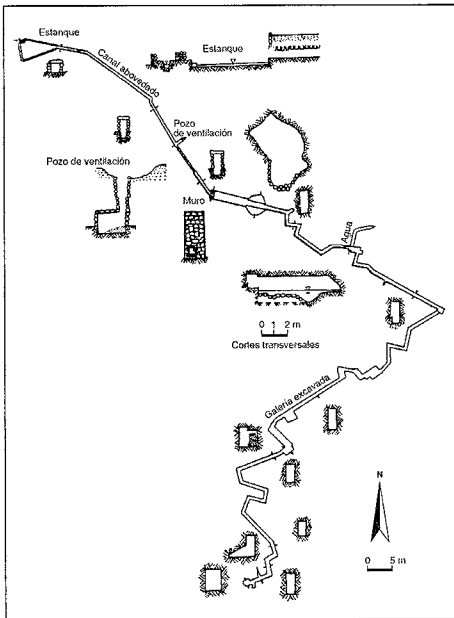 Estanque
Estanque
Canal abovedado
Pozo
de ventilación
Pozo de ventilación
Muro
Agua
0 1 2 m
Cortes transversales
Galería excavada
N
0 5 m